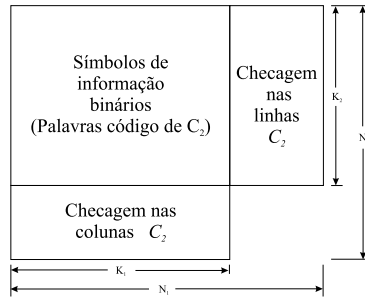 Símbolos de
informação
binários
(Palavras código de C₂)
Checagem
nas
linhas
C₂
K₂
N
Checagem nas
colunas C₂
K₁
N₁